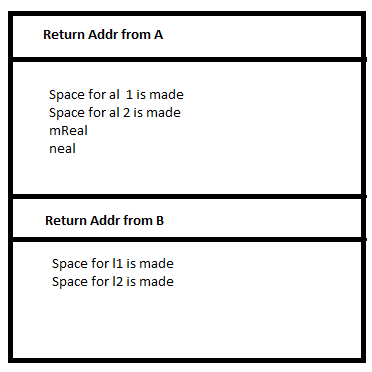 Return Addr from A
Space for al  1 is made
Space for al 2 is made
mReal
neal
Return Addr from B
Space for l1 is made
Space for l2 is made